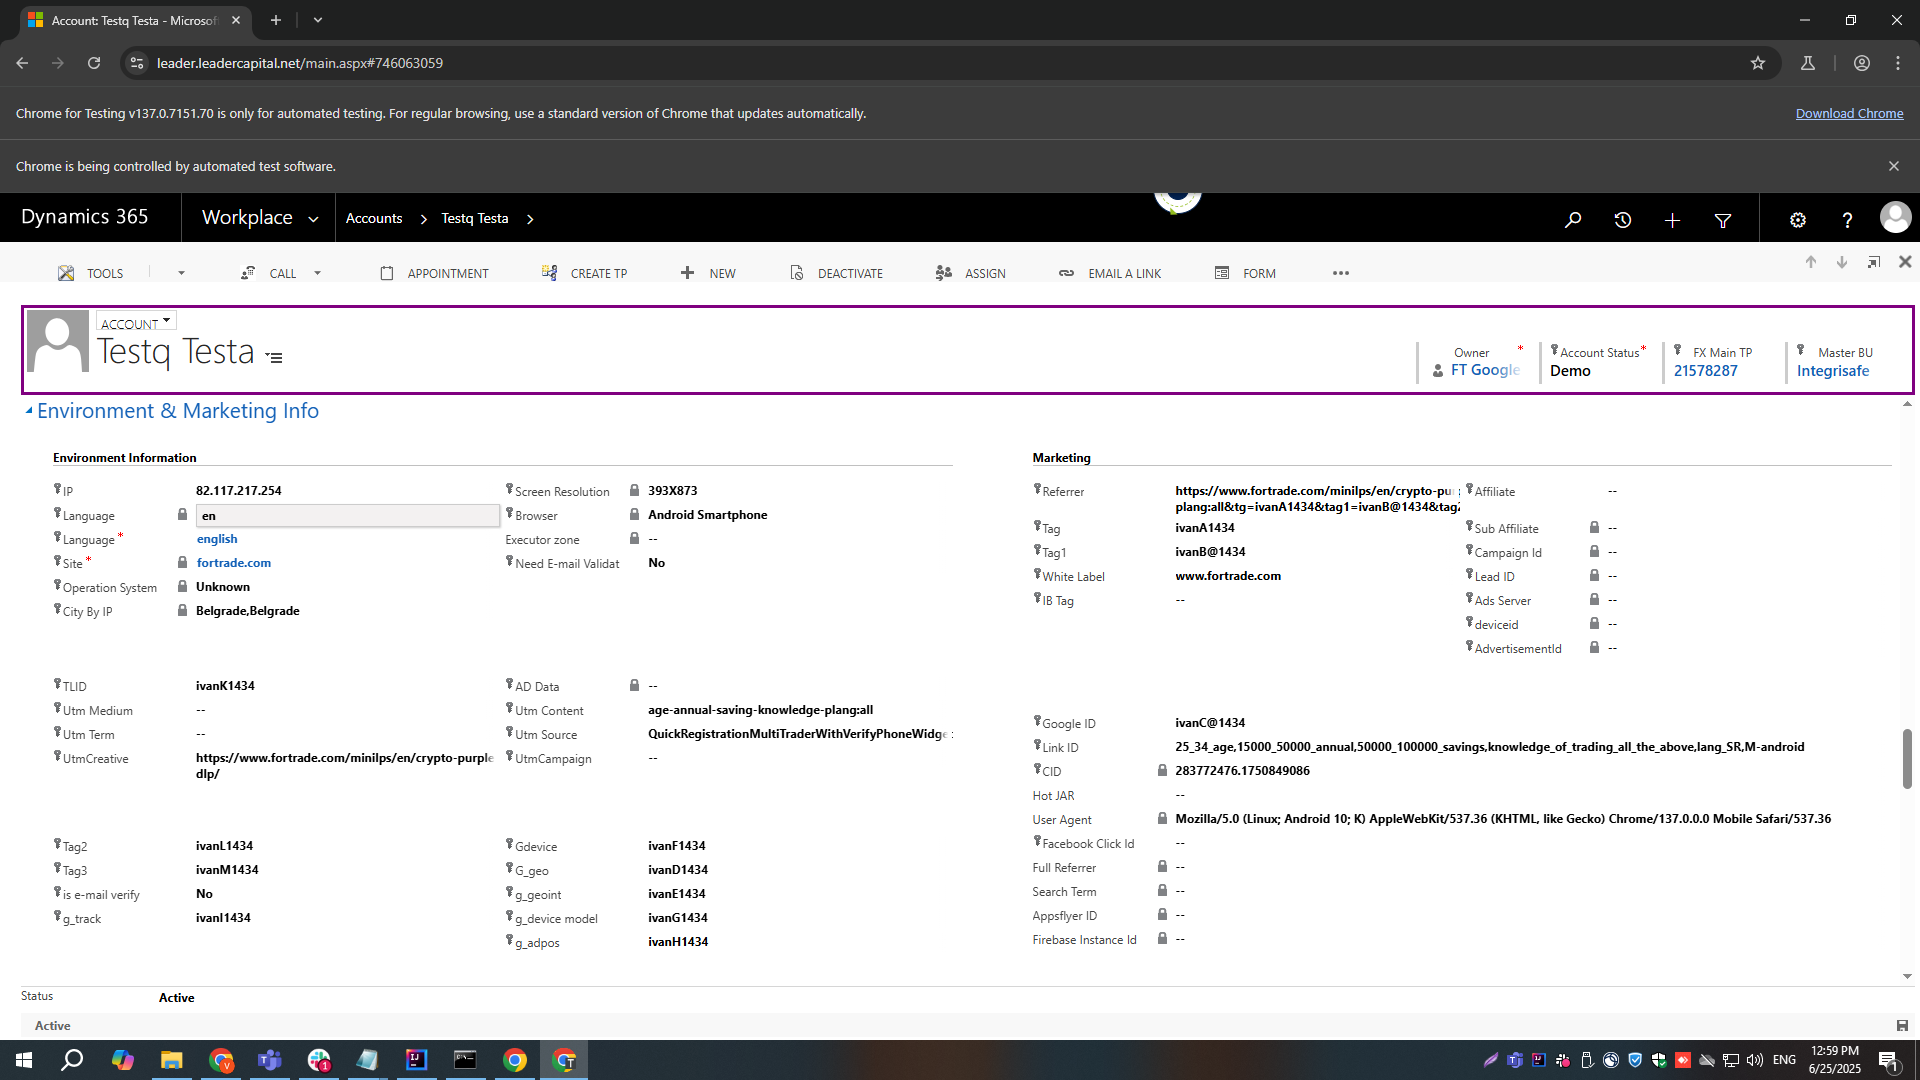 Account: Testq Testa - Microsof
leader.leadercapital.net/main.aspx#746063059
Chrome for Testing v137.0.7151.70 is only for automated testing. For regular browsing, use a standard version of Chrome that updates automatically.
Download Chrome
Chrome is being controlled by automated test software.
Dynamics 365
Workplace
Accounts
Testq Testa
TOOLS
CALL
APPOINTMENT
CREATE TP
NEW
DEACTIVATE
ASSIGN
EMAIL A LINK
FORM
ACCOUNT
Testq Testa
Owner *
FT Google
Account Status *
Demo
FX Main TP
21578287
Master BU
Integrisafe
Environment & Marketing Info
Environment Information
IP 82.117.217.254
Language en
Language * english
Site * fortrade.com
Operation System Unknown
City By IP Belgrade,Belgrade
Screen Resolution 393X873
Browser Android Smartphone
Executor zone --
Need E-mail Validat No
TLID ivanK1434
Utm Medium --
Utm Term --
UtmCreative https://www.fortrade.com/minilps/en/crypto-purple
dlp/
AD Data --
Utm Content age-annual-saving-knowledge-plang:all
Utm Source QuickRegistrationMultiTraderWithVerifyPhoneWidge
UtmCampaign --
Tag2 ivanL1434
Tag3 ivanM1434
is e-mail verify No
g_track ivanI1434
Gdevice ivanF1434
G_geo ivanD1434
g_geoint ivanE1434
g_device model ivanG1434
g_adpos ivanH1434
Marketing
Referrer https://www.fortrade.com/minilps/en/crypto-pu
plang:all&tg=ivanA1434&tag1=ivanB@1434&tag2
Tag ivanA1434
Tag1 ivanB@1434
White Label www.fortrade.com
IB Tag --
Affiliate --
Sub Affiliate --
Campaign Id --
Lead ID --
Ads Server --
deviceid --
AdvertisementId --
Google ID ivanC@1434
Link ID 25_34_age,15000_50000_annual,50000_100000_savings,knowledge_of_trading_all_the_above,lang_SR,M-android
CID 283772476.1750849086
Hot JAR --
User Agent Mozilla/5.0 (Linux; Android 10; K) AppleWebKit/537.36 (KHTML, like Gecko) Chrome/137.0.0.0 Mobile Safari/537.36
Facebook Click Id --
Full Referrer --
Search Term --
Appsflyer ID --
Firebase Instance Id --
Status Active
Active
ENG
12:59 PM
6/25/2025